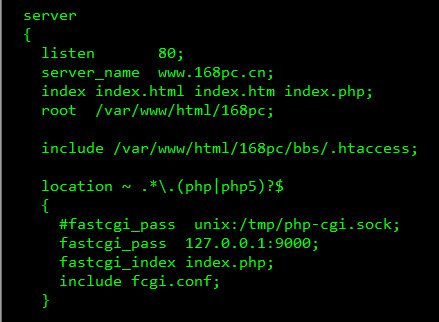 server
{
listen 80;
server_name www.168pc.cn;
index index.html index.htm index.php;
root /var/www/html/168pc;
include /var/www/html/168pc/bbs/.htaccess;
location ~ .*\.(php|php5)?$
{
#fastcgi_pass unix:/tmp/php-cgi.sock;
fastcgi_pass 127.0.0.1:9000;
fastcgi_index index.php;
include fcgi.conf;
}